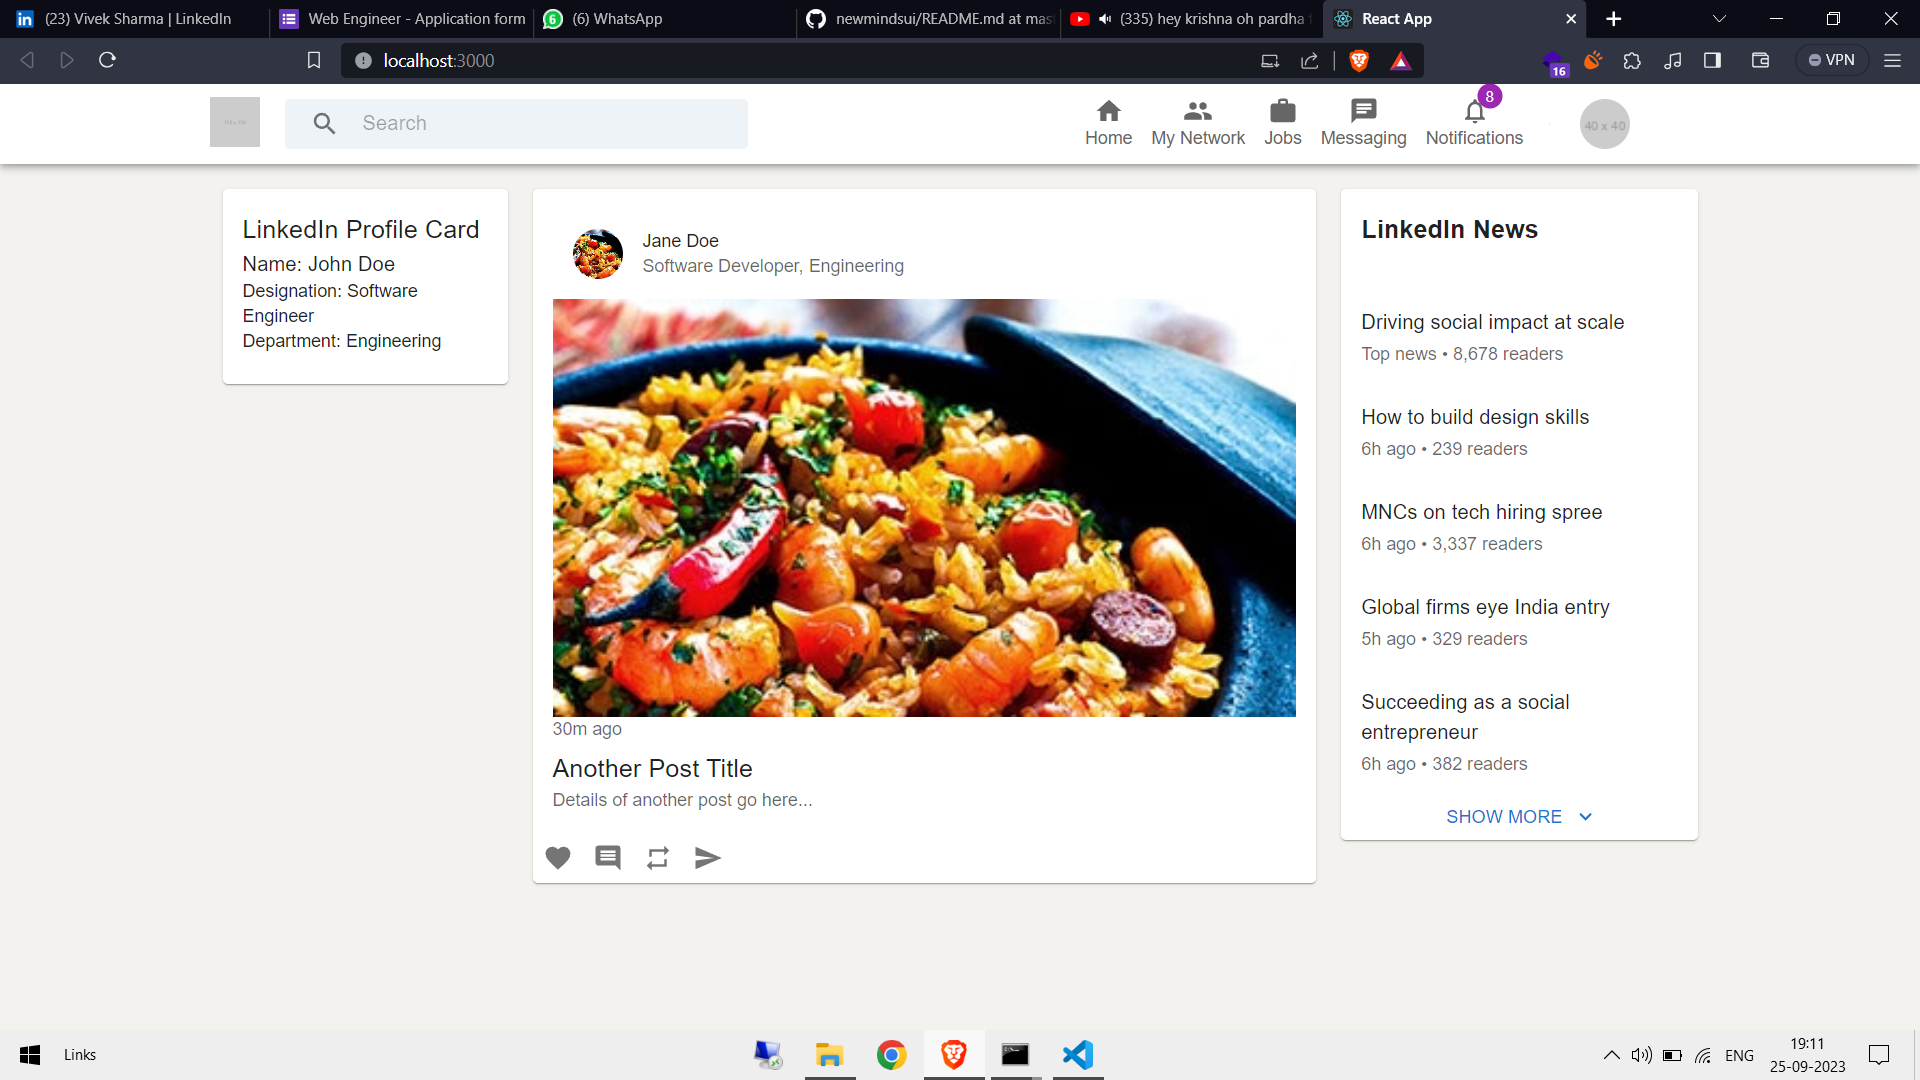 (23) Vivek Sharma | LinkedIn
Web Engineer - Application form
6
(6) WhatsApp
newmindsui/README.md at mas
(335) hey krishna oh pardha
React App
localhost:3000
16
VPN
Search
8
Home
My Network
Jobs
Messaging
Notifications
40 x 40
LinkedIn Profile Card
Name: John Doe
Designation: Software
Engineer
Department: Engineering
Jane Doe
Software Developer, Engineering
30m ago
Another Post Title
Details of another post go here...
LinkedIn News
Driving social impact at scale
Top news • 8,678 readers
How to build design skills
6h ago • 239 readers
MNCs on tech hiring spree
6h ago • 3,337 readers
Global firms eye India entry
5h ago • 329 readers
Succeeding as a social
entrepreneur
6h ago • 382 readers
SHOW MORE
Links
ENG
19:11
25-09-2023